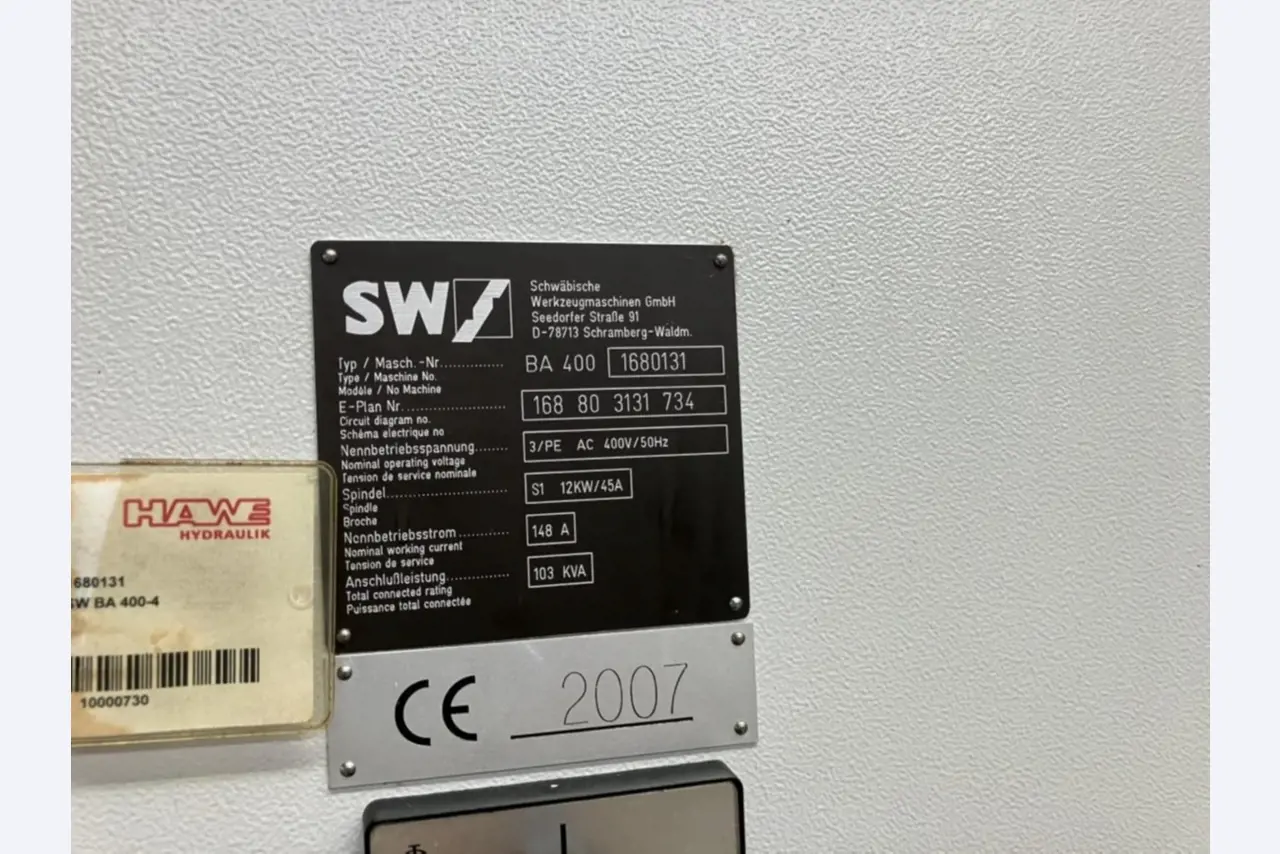 SW
Schwäbische
Werkzeugmaschinen GmbH
Seedorfer Straße 91
D-78713 Schramberg-Waldm.
Typ / Masch.-Nr............... BA 400 1680131
Type / Maschine No.
Modèle / No Machine
E-Plan Nr........................ 168 80 3131 734
Circuit diagram no.
Schèma electrique no
Nennbetriebsspannung........ 3/PE AC 400V/50Hz
Nominal operating voltage
Tension de service nominale
Spindel............................ S1 12KW/45A
Spindle
Broche
Nonnbetriebsstrom............ 148 A
Nominal working current
Tension de service
Anschlußleistung............... 103 KVA
Total connected rating
Puissance total connectée
CE 2007
HAWE
HYDRAULIK
680131
SW BA 400-4
10000730